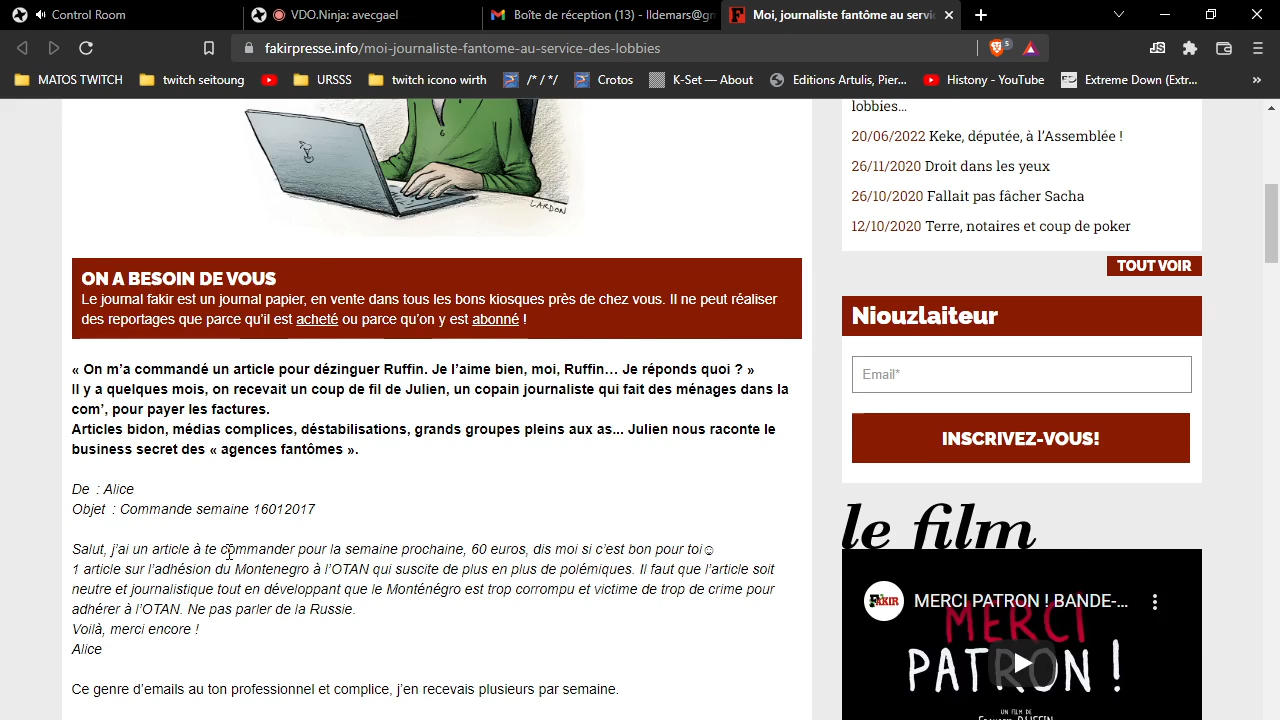 Control Room
VDO.Ninja: avecgael
Boîte de réception (13) - lldemars@gm
Moi, journaliste fantôme au servi
fakirpresse.info/moi-journaliste-fantome-au-service-des-lobbies
5
MATOS TWITCH
twitch seitoung
URSSS
twitch icono wirth
/* / */
Crotos
K-Set — About
Editions Artulis, Pier...
Histony - YouTube
Extreme Down (Extr...
»
LARDON
ON A BESOIN DE VOUS
Le journal fakir est un journal papier, en vente dans tous les bons kiosques près de chez vous. Il ne peut réaliser
des reportages que parce qu’il est acheté ou parce qu’on y est abonné !
« On m’a commandé un article pour dézinguer Ruffin. Je l’aime bien, moi, Ruffin… Je réponds quoi ? »
Il y a quelques mois, on recevait un coup de fil de Julien, un copain journaliste qui fait des ménages dans la
com’, pour payer les factures.
Articles bidon, médias complices, déstabilisations, grands groupes pleins aux as... Julien nous raconte le
business secret des « agences fantômes ».
De : Alice
Objet : Commande semaine 16012017
Salut, j’ai un article à te commander pour la semaine prochaine, 60 euros, dis moi si c’est bon pour toi☺
1 article sur l’adhésion du Montenegro à l’OTAN qui suscite de plus en plus de polémiques. Il faut que l’article soit
neutre et journalistique tout en développant que le Monténégro est trop corrompu et victime de trop de crime pour
adhérer à l’OTAN. Ne pas parler de la Russie.
Voilà, merci encore !
Alice
Ce genre d’emails au ton professionnel et complice, j’en recevais plusieurs par semaine.
lobbies…
20/06/2022 Keke, députée, à l’Assemblée !
26/11/2020 Droit dans les yeux
26/10/2020 Fallait pas fâcher Sacha
12/10/2020 Terre, notaires et coup de poker
TOUT VOIR
Niouzlaiteur
Email*
INSCRIVEZ-VOUS!
le film
FAKIR
MERCI PATRON ! BANDE-...
MERCI
PATRON !
UN FILM DE